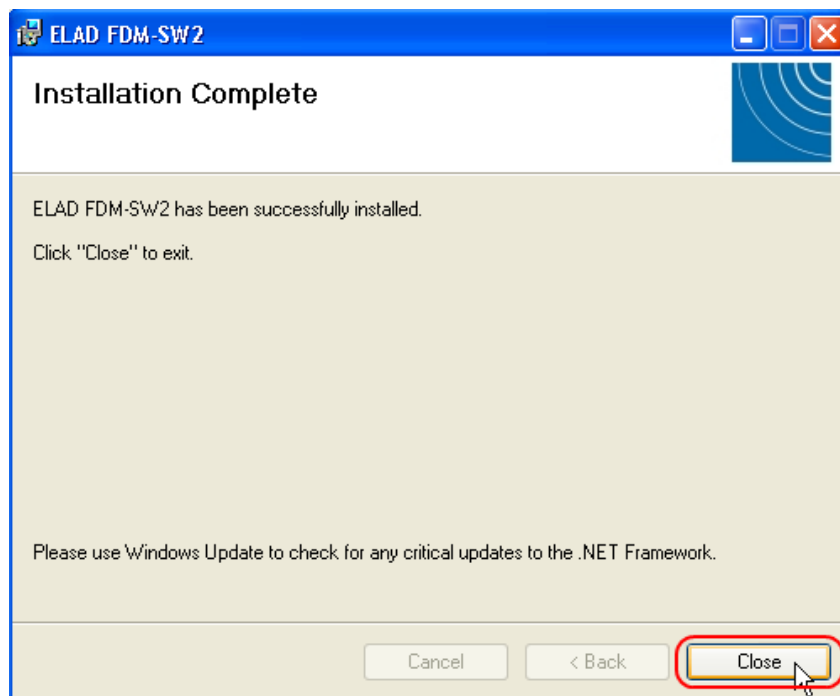 ELAD FDM-SW2
Installation Complete
ELAD FDM-SW2 has been successfully installed.
Click "Close" to exit.
Please use Windows Update to check for any critical updates to the .NET Framework.
Cancel < Back Close